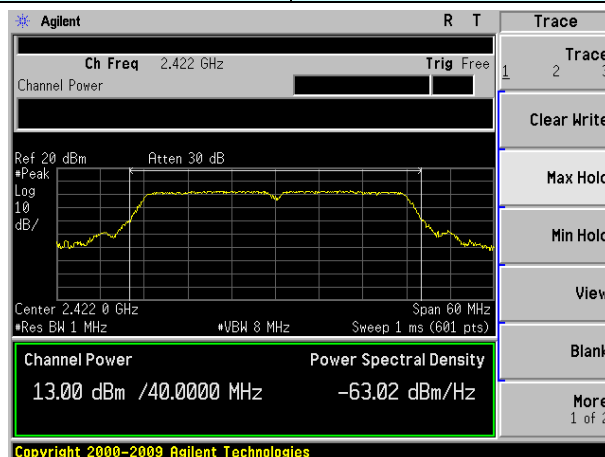 Agilent R T Trace
Ch Freq 2.422 GHz Trig Free
Channel Power
Trace
1 2 3
Clear Write
Ref 20 dBm Atten 30 dB
#Peak
Log
10
dB/
Max Hold
Min Hold
View
Center 2.422 0 GHz Span 60 MHz
#Res BW 1 MHz #VBW 8 MHz Sweep 1 ms (601 pts)
Channel Power Power Spectral Density
13.00 dBm /40.0000 MHz -63.02 dBm/Hz
Blank
More
1 of 2
Copyright 2000-2009 Agilent Technologies